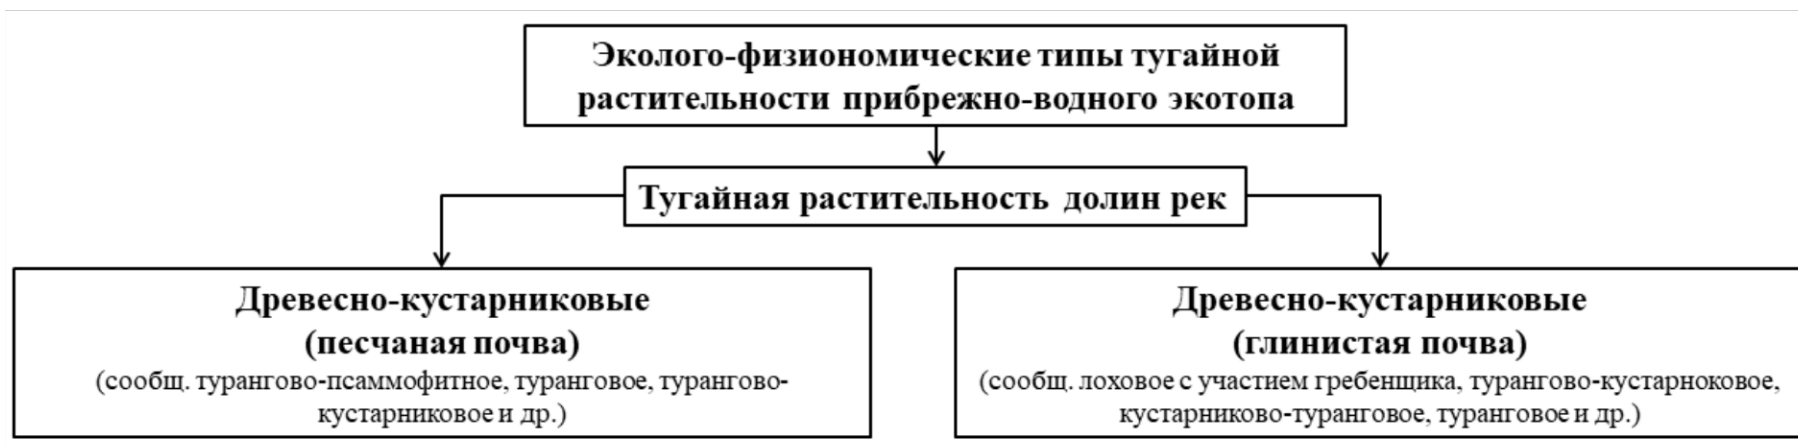 Эколого-физиономические типы тугайной
растительности прибрежно-водного экотопа
Тугайная растительность долин рек
Древесно-кустарниковые
(песчаная почва)
(сообщ. турангово-псаммофитное, туранговое, турангово-
кустарниковое и др.)
Древесно-кустарниковые
(глинистая почва)
(сообщ. лоховое с участием гребенщика, турангово-кустарноковое,
кустарниково-туранговое, туранговое и др.)